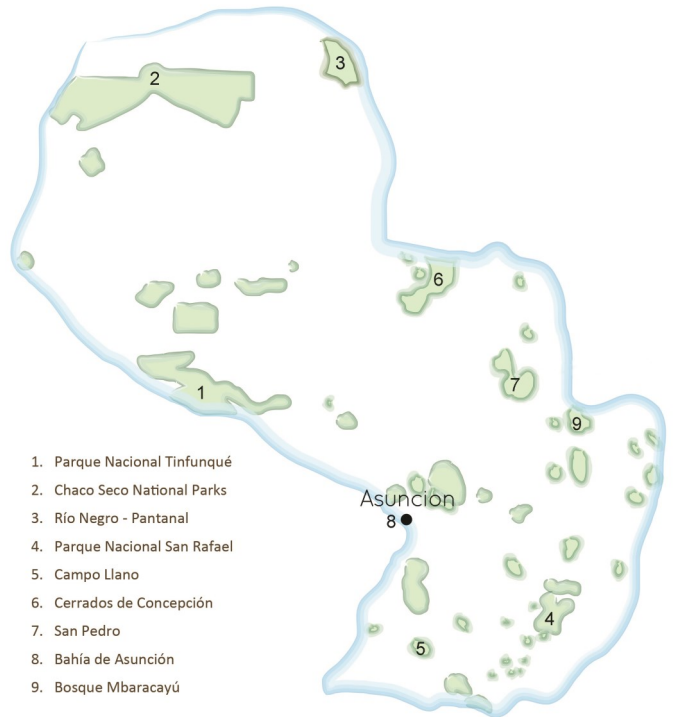 2
3
6
1
7
9
Asunción
8
4
5
1. Parque Nacional Tinfunqué
2. Chaco Seco National Parks
3. Río Negro - Pantanal
4. Parque Nacional San Rafael
5. Campo Llano
6. Cerrados de Concepción
7. San Pedro
8. Bahía de Asunción
9. Bosque Mbaracayú